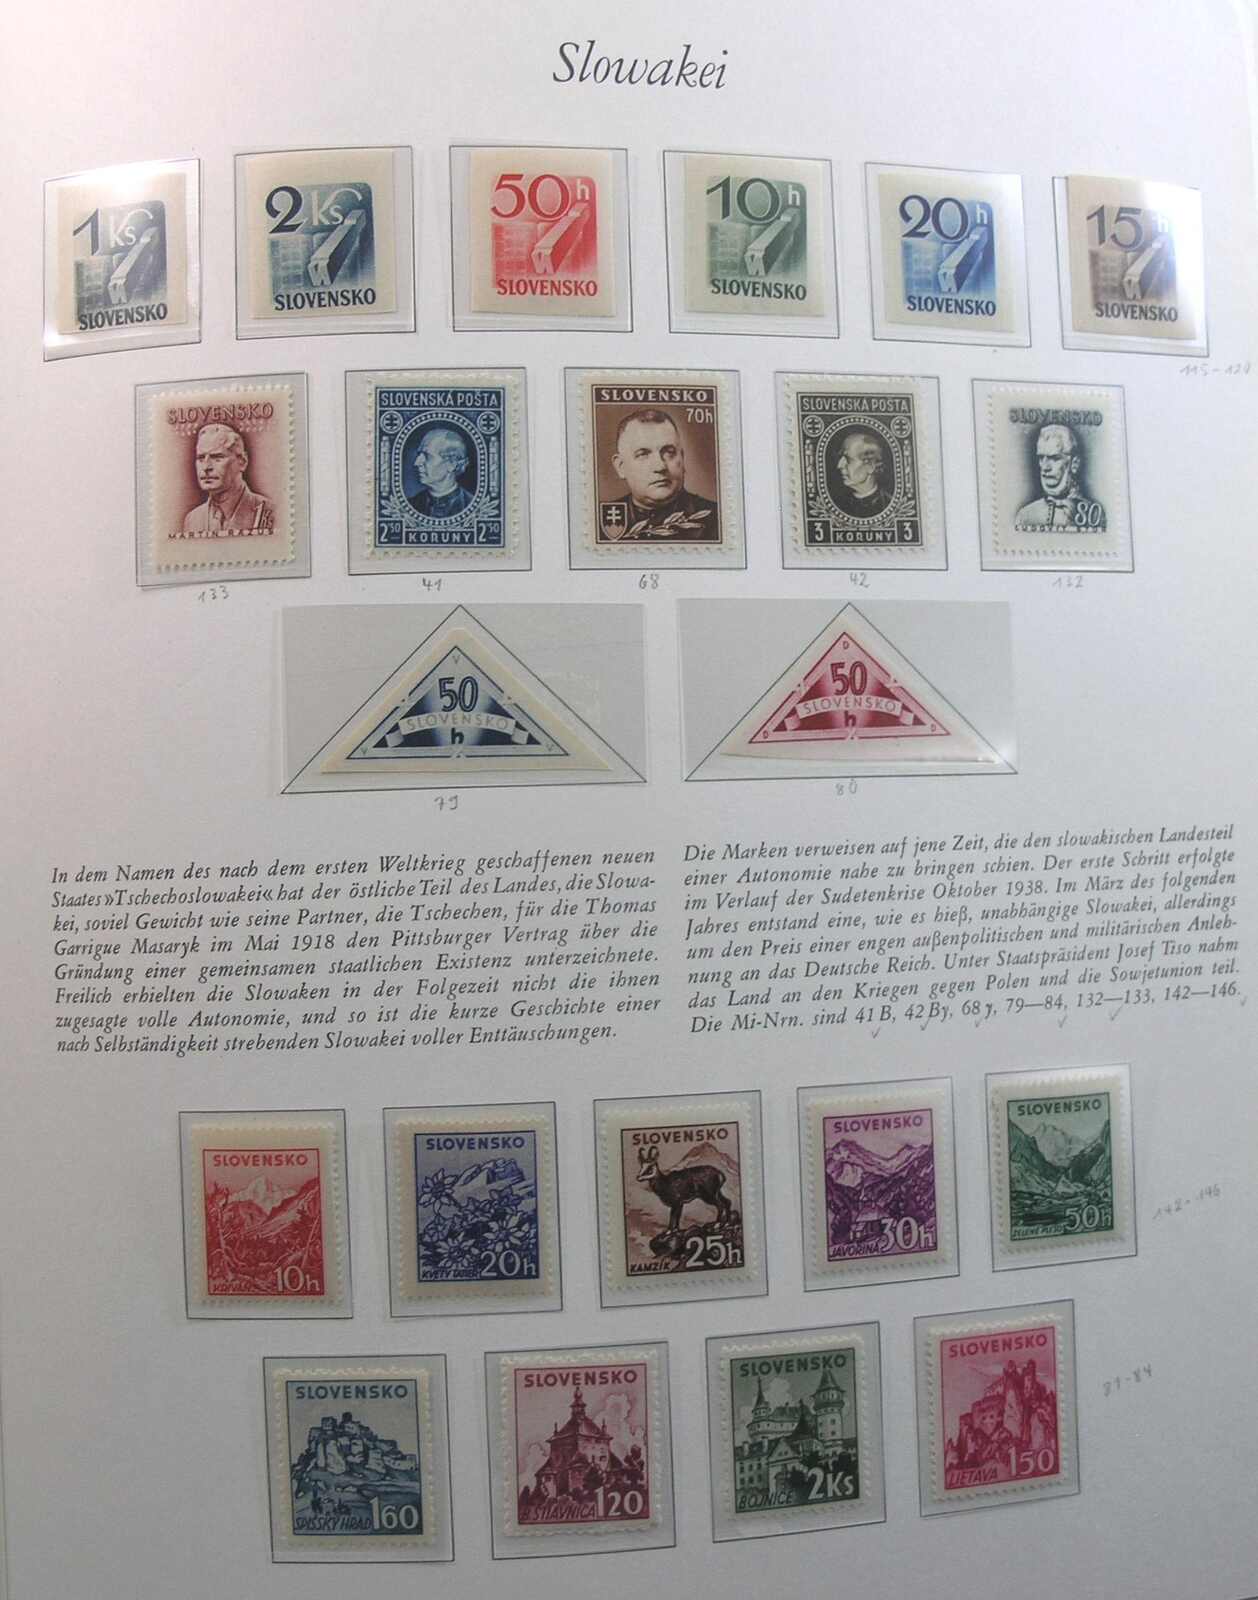 Slowakei
1 Ks
SLOVENSKO
2 Ks
SLOVENSKO
50h
SLOVENSKO
10h
SLOVENSKO
20h
SLOVENSKO
15h
SLOVENSKO
115-120
SLOVENSKO
1Ks
MARTIN RÁZUS
133
SLOVENSKÁ POŠTA
2'50 2'50
KORUNY
41
SLOVENSKO
70h
68
SLOVENSKÁ POŠTA
3 3
KORUNY
42
SLOVENSKO
80
132
V
50
SLOVENSKO
h
V V
79
D
50
SLOVENSKO
h
D D
80
In dem Namen des nach dem ersten Weltkrieg geschaffenen neuen
Staates »Tschechoslowakei« hat der östliche Teil des Landes, die Slowa-
kei, soviel Gewicht wie seine Partner, die Tschechen, für die Thomas
Garrigue Masaryk im Mai 1918 den Pittsburger Vertrag über die
Gründung einer gemeinsamen staatlichen Existenz unterzeichnete.
Freilich erhielten die Slowaken in der Folgezeit nicht die ihnen
zugesagte volle Autonomie, und so ist die kurze Geschichte einer
nach Selbständigkeit strebenden Slowakei voller Enttäuschungen.
Die Marken verweisen auf jene Zeit, die den slowakischen Landesteil
einer Autonomie nahe zu bringen schien. Der erste Schritt erfolgte
im Verlauf der Sudetenkrise Oktober 1938. Im März des folgenden
Jahres entstand eine, wie es hieß, unabhängige Slowakei, allerdings
um den Preis einer engen außenpolitischen und militärischen Anleh-
nung an das Deutsche Reich. Unter Staatspräsident Josef Tiso nahm
das Land an den Kriegen gegen Polen und die Sowjetunion teil.
Die Mi-Nrn. sind 41 B, 42 By, 68 y, 79—84, 132—133, 142—146.
SLOVENSKO
KRIVÁŇ 10h
SLOVENSKO
KVETY TATIER 20h
SLOVENSKO
KAMZÍK 25h
SLOVENSKO
JAVORINA 30h
SLOVENSKO
ZELENÉ PLESO 50h
142-146
SLOVENSKO
SPIŠSKÝ HRAD 1'60
SLOVENSKO
B. ŠTIAVNICA 1'20
SLOVENSKO
BOJNICE 2Ks
SLOVENSKO
LIETAVA 1'50
81-84